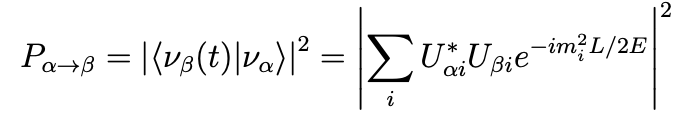 $P_{\alpha\to\beta} = |\langle\nu_\beta(t)|\nu_\alpha\rangle|^2 = \left|\sum_i U^*_{\alpha i} U_{\beta i} e^{-im_i^2 L/2E}\right|^2$